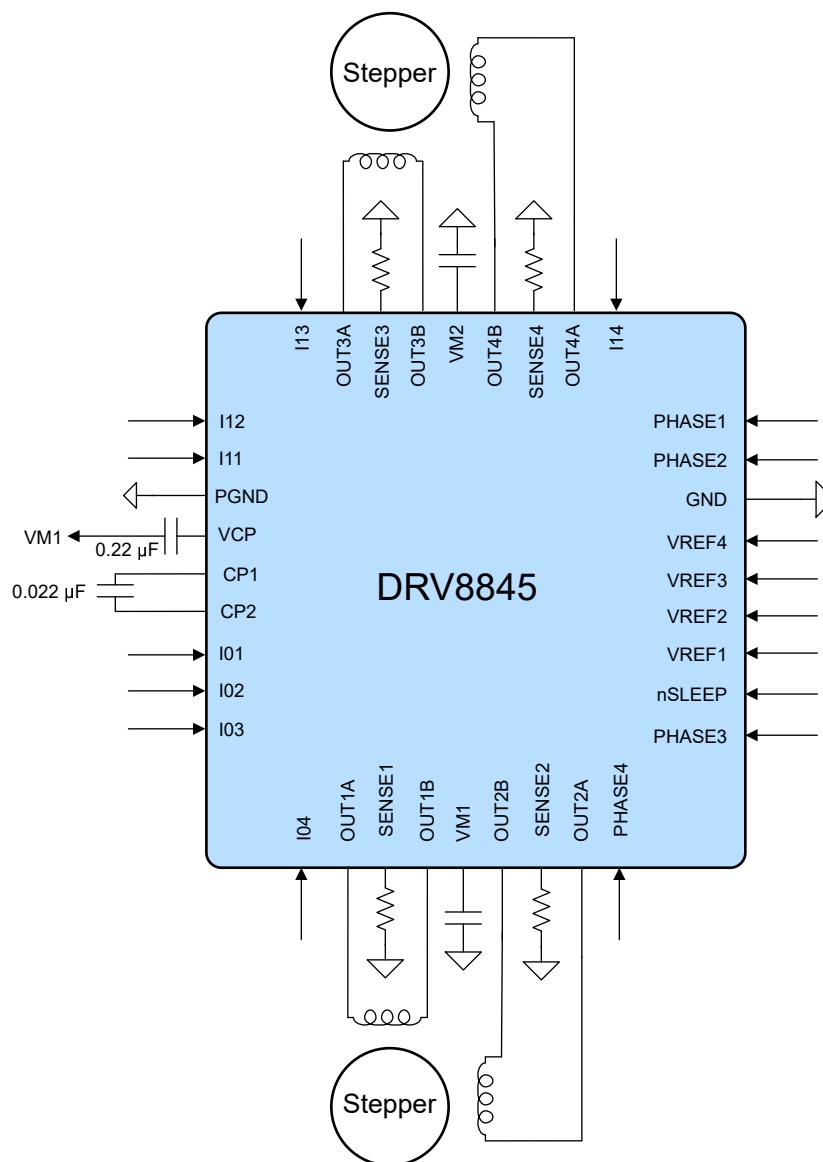 Stepper
I13
OUT3A
SENSE3
OUT3B
VM2
OUT4B
SENSE4
OUT4A
I14
I12
I11
PGND
VCP
CP1
CP2
I01
I02
I03
VM1
0.22 µF
0.022 µF
DRV8845
PHASE1
PHASE2
GND
VREF4
VREF3
VREF2
VREF1
nSLEEP
PHASE3
I04
OUT1A
SENSE1
OUT1B
VM1
OUT2B
SENSE2
OUT2A
PHASE4
Stepper